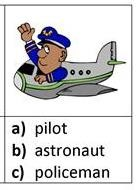 a) pilot
b) astronaut
c) policeman